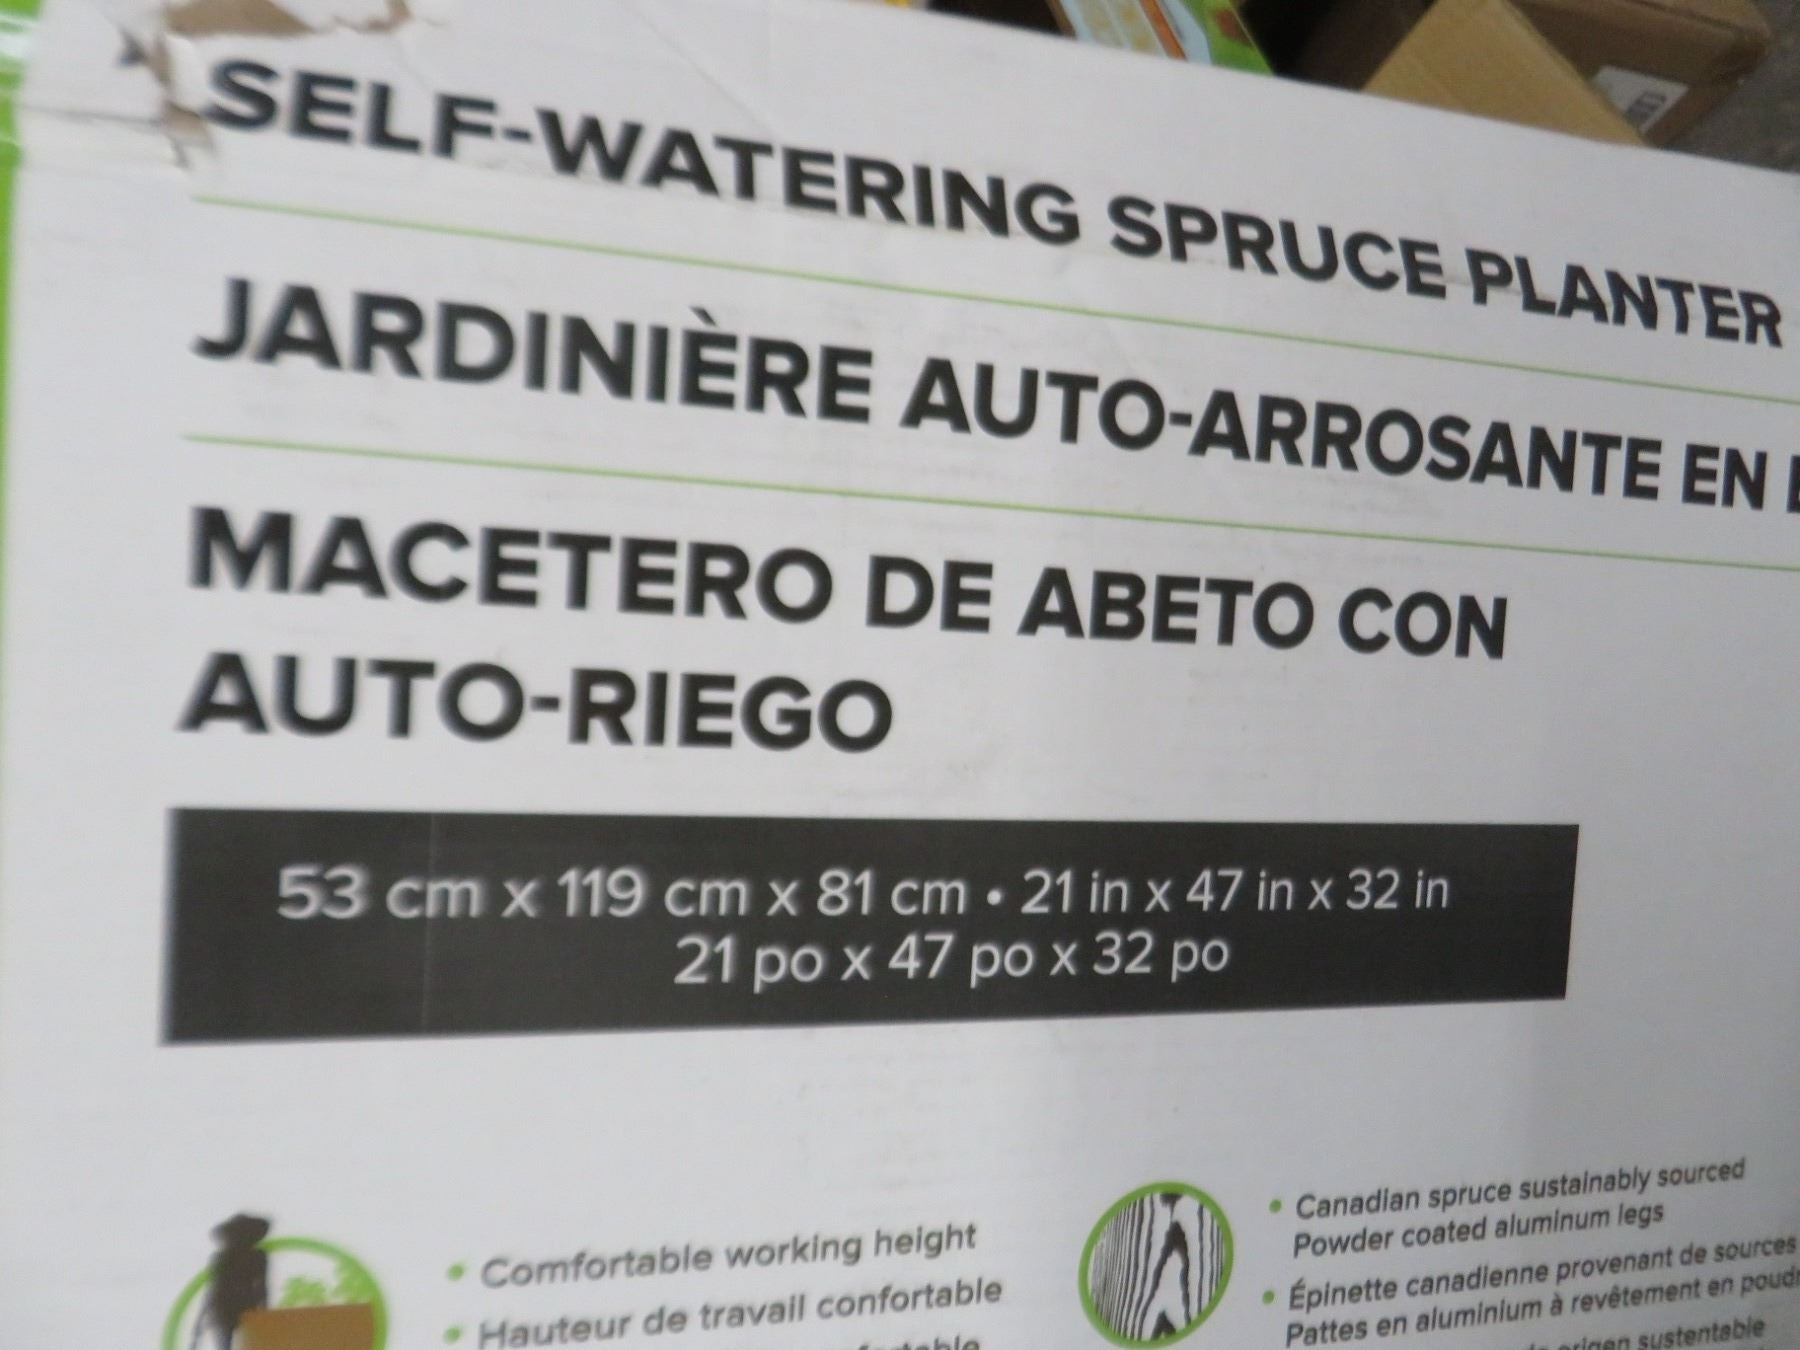 SELF-WATERING SPRUCE PLANTER
JARDINIÈRE AUTO-ARROSANTE EN
MACETERO DE ABETO CON
AUTO-RIEGO
53 cm x 119 cm x 81 cm • 21 in x 47 in x 32 in
21 po x 47 po x 32 po
• Comfortable working height
• Hauteur de travail confortable
• Canadian spruce sustainably sourced
Powder coated aluminum legs
• Épinette canadienne provenant de sources
Pattes en aluminium à revêtement en
sustentable